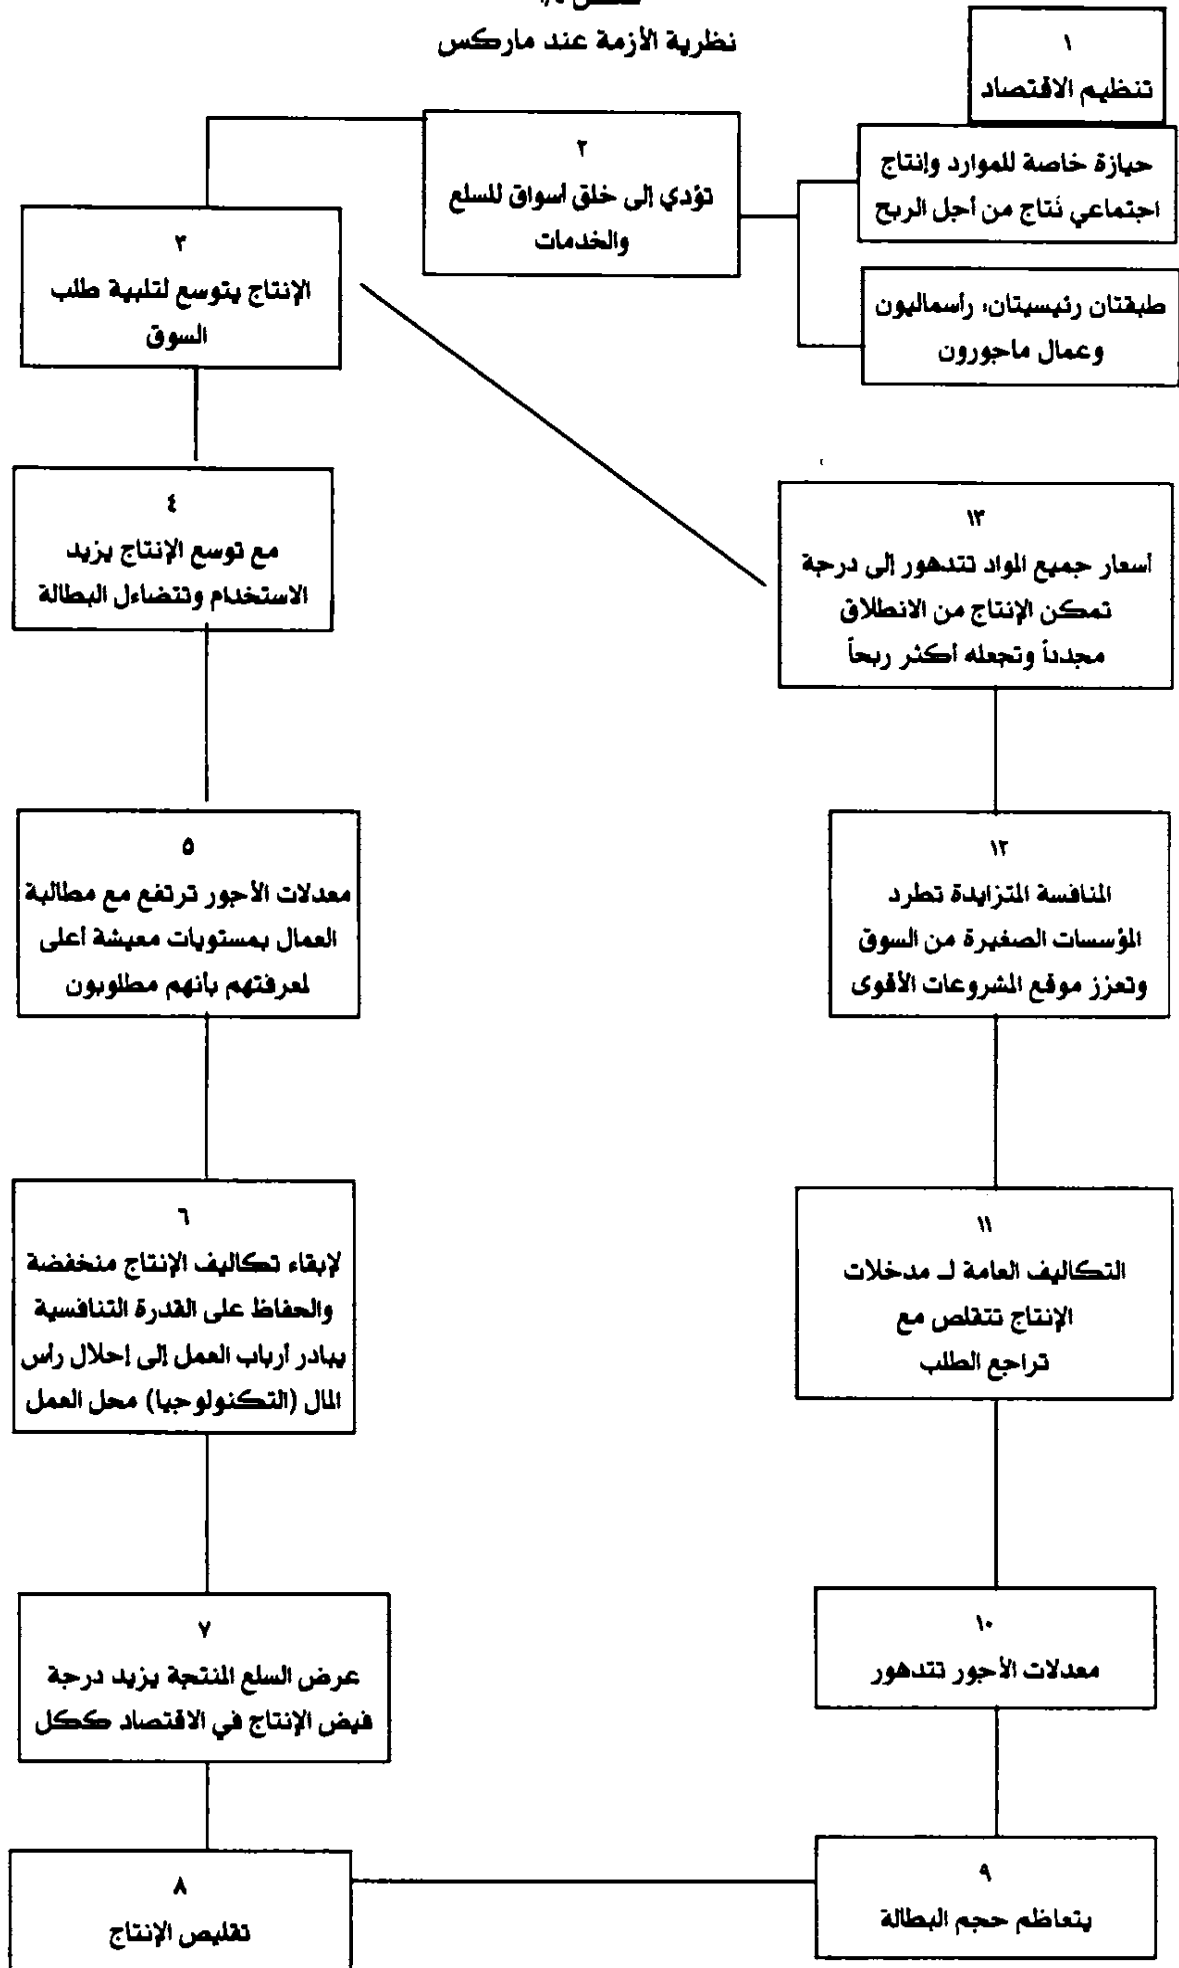 نظرية الأزمة عند ماركس
١
تنظيم الاقتصاد
حيازة خاصة للموارد وإنتاج
اجتماعي نَتاج من أجل الربح
طبقتان رئيسيتان، رأسماليون
وعمال ماجورون
٢
تؤدي إلى خلق أسواق للسلع
والخدمات
٣
الإنتاج يتوسع لتلبية طلب
السوق
٤
مع توسع الإنتاج يزيد
الاستخدام وتتضاءل البطالة
٥
معدلات الأجور ترتفع مع مطالبة
العمال بمستويات معيشة أعلى
لمعرفتهم بأنهم مطلوبون
٦
لإبقاء تكاليف الإنتاج منخفضة
والحفاظ على القدرة التنافسية
يبادر أرباب العمل إلى إحلال رأس
المال (التكنولوجيا) محل العمل
٧
عرض السلع المنتجة يزيد درجة
فيض الإنتاج في الاقتصاد ككل
٨
تقليص الإنتاج
٩
يتعاظم حجم البطالة
١٠
معدلات الأجور تتدهور
١١
التكاليف العامة لـ مدخلات
الإنتاج تتقلص مع
تراجع الطلب
١٢
المنافسة المتزايدة تطرد
المؤسسات الصغيرة من السوق
وتعزز موقع المشروعات الأقوى
١٣
أسعار جميع المواد تتدهور إلى درجة
تمكن الإنتاج من الانطلاق
مجدداً وتجعله أكثر ربحاً